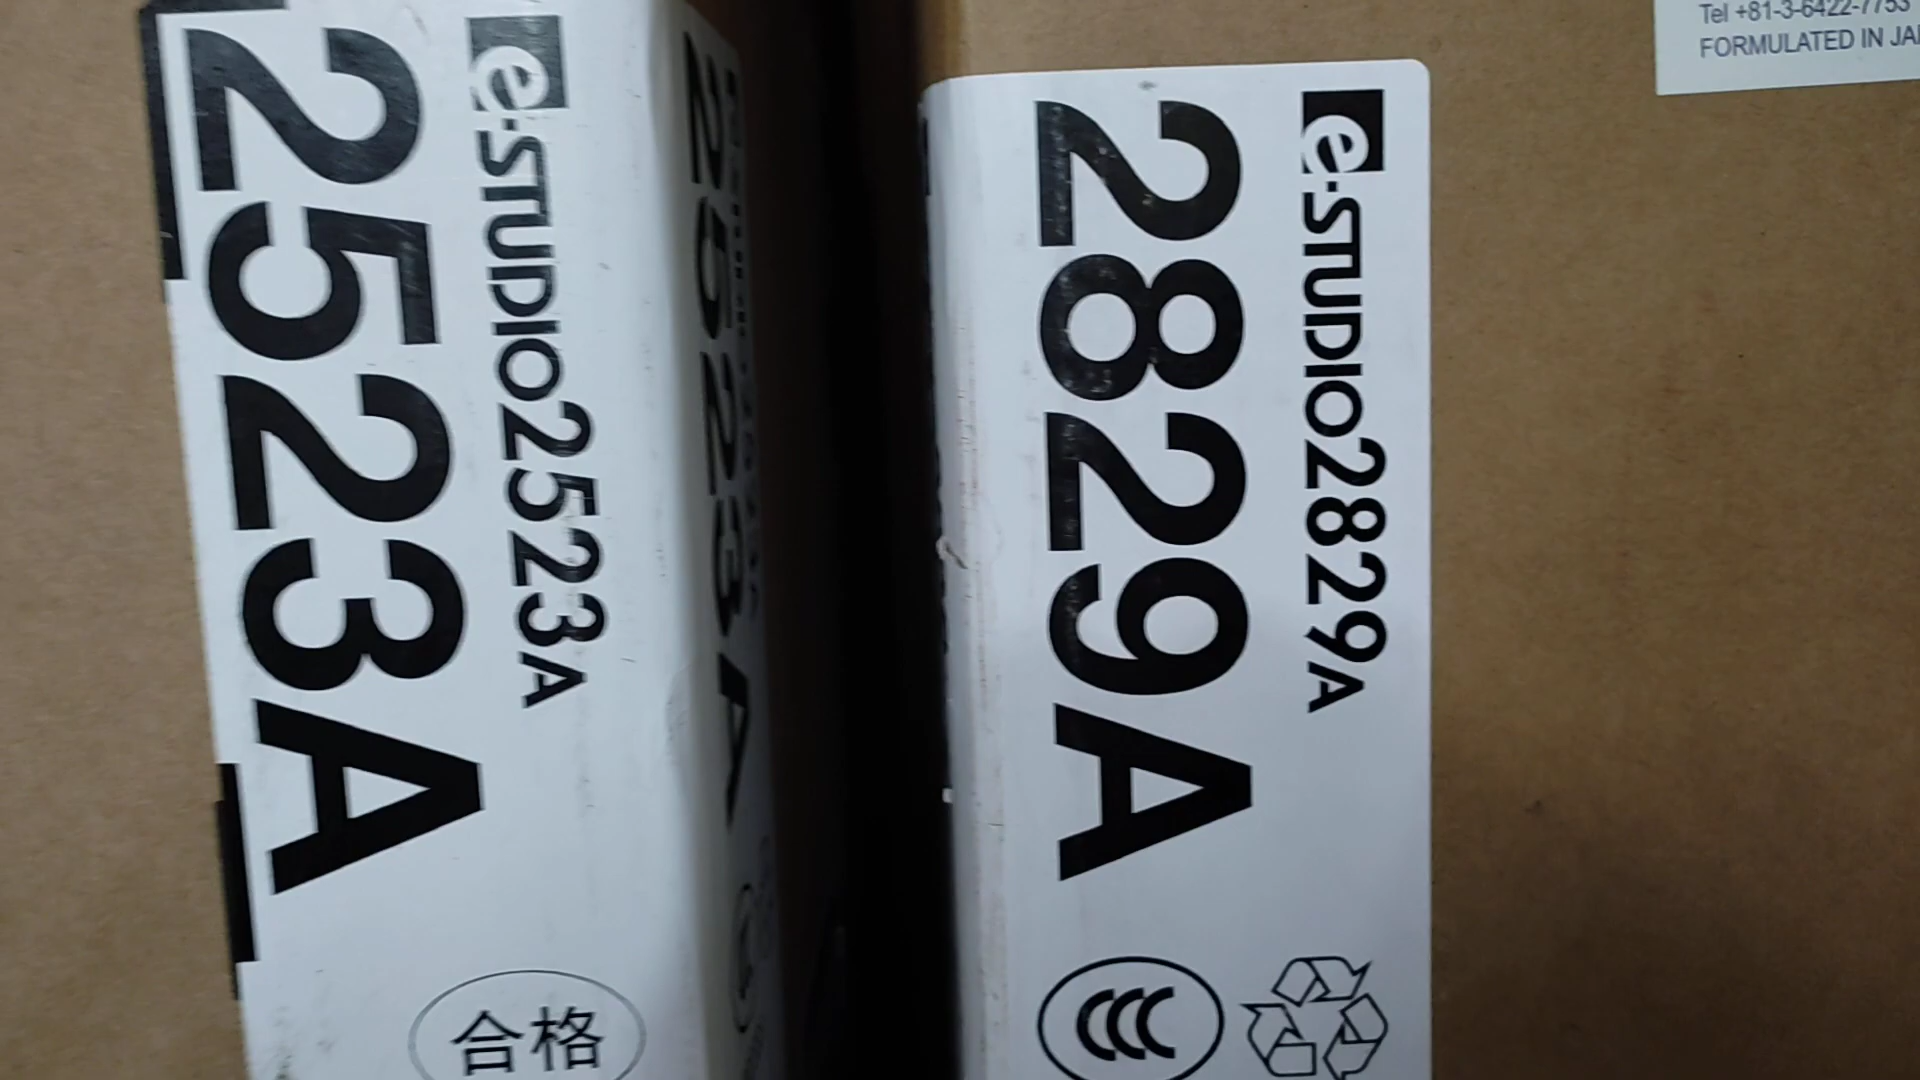 e-STUDIO2523A
2523A
合格
2523A
e-STUDIO2829A
2829A
CCC
Tel +81-3-6422-7753
FORMULATED IN JA